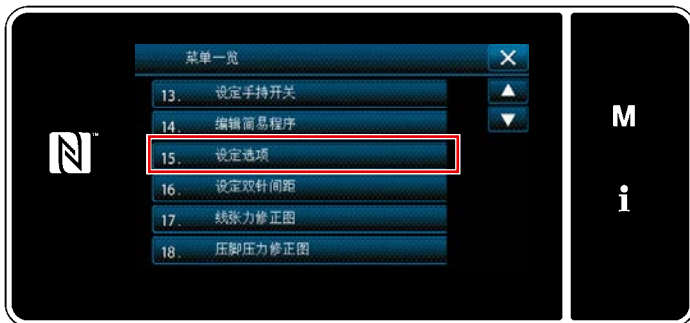 菜单一览
13. 设定手持开关
14. 编辑简易程序
15. 设定选项
16. 设定双针间距
17. 线张力修正图
18. 压脚压力修正图
M
i
N